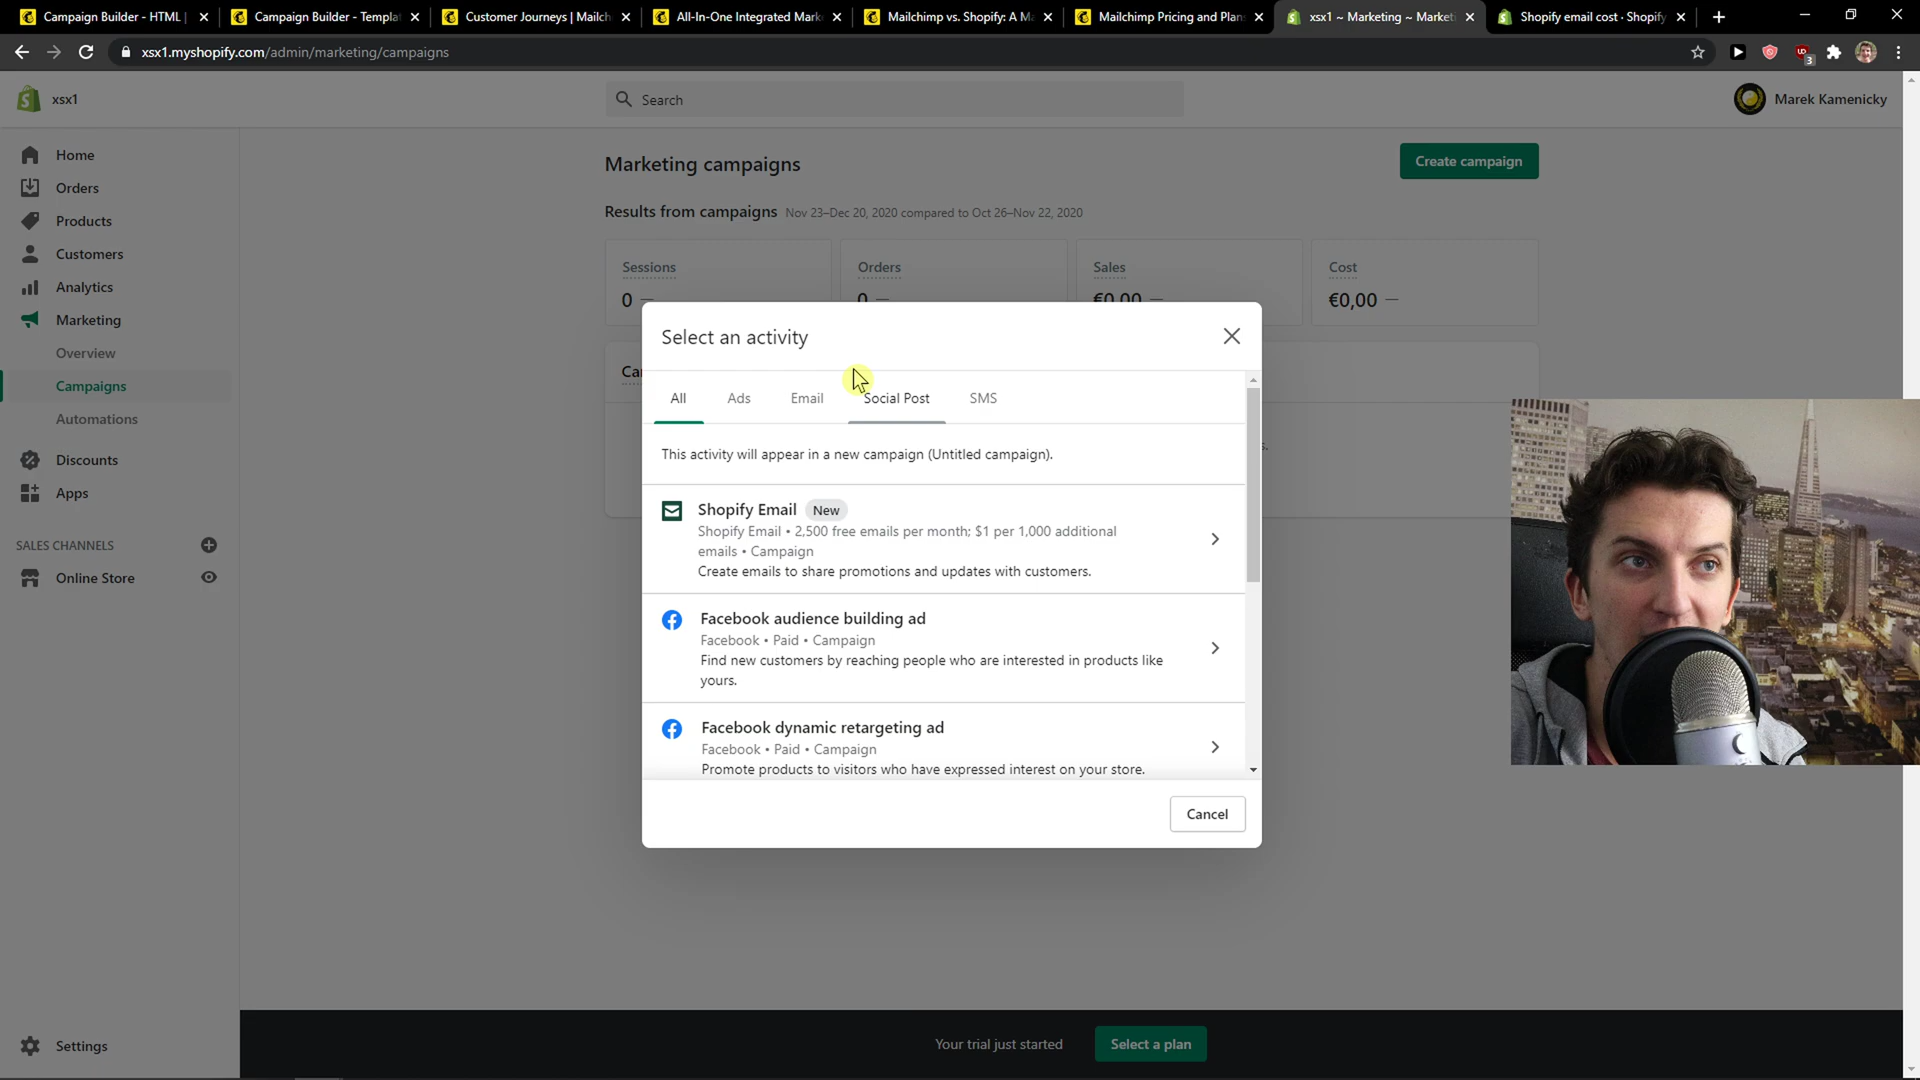 Campaign Builder - HTML |
Campaign Builder - Templat
Customer Journeys | Mailch
All-In-One Integrated Mark
Mailchimp vs. Shopify: A Ma
Mailchimp Pricing and Plan
xsx1 ~ Marketing ~ Market
Shopify email cost · Shopify
xsx1.myshopify.com/admin/marketing/campaigns
3
xsx1
Search
Marek Kamenicky
Home
Orders
Products
Customers
Analytics
Marketing
Overview
Campaigns
Automations
Discounts
Apps
SALES CHANNELS
Online Store
Settings
Marketing campaigns
Create campaign
Results from campaigns Nov 23–Dec 20, 2020 compared to Oct 26–Nov 22, 2020
Sessions
0 —
Orders
0 —
Sales
€0,00 —
Cost
€0,00 —
Select an activity
All
Ads
Email
Social Post
SMS
This activity will appear in a new campaign (Untitled campaign).
Shopify Email New
Shopify Email • 2,500 free emails per month; $1 per 1,000 additional
emails • Campaign
Create emails to share promotions and updates with customers.
Facebook audience building ad
Facebook • Paid • Campaign
Find new customers by reaching people who are interested in products like
yours.
Facebook dynamic retargeting ad
Facebook • Paid • Campaign
Promote products to visitors who have expressed interest on your store.
Cancel
Your trial just started
Select a plan